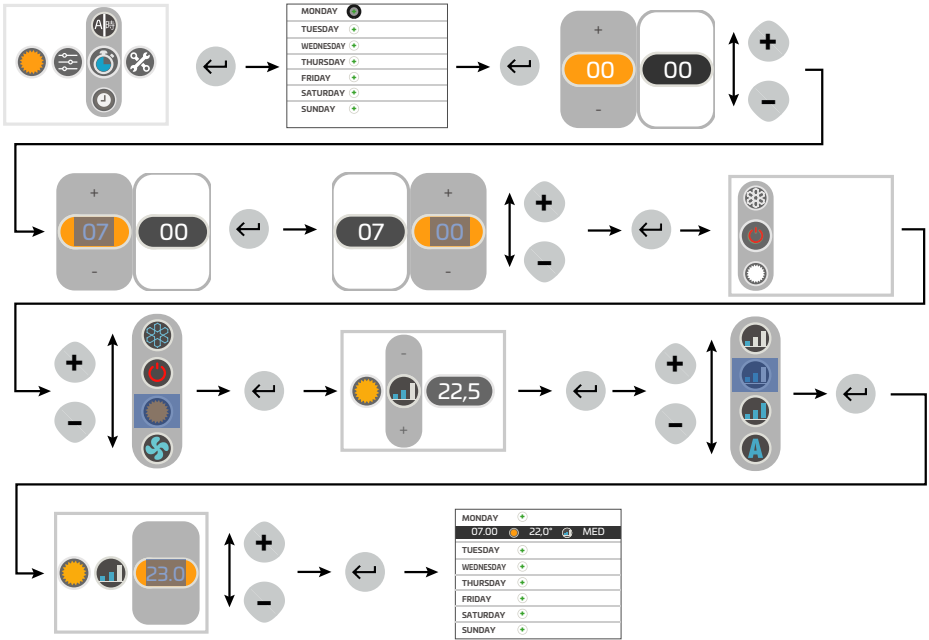 A
MONDAY
TUESDAY +
WEDNESDAY +
THURSDAY +
FRIDAY +
SATURDAY +
SUNDAY +
+
00 00
-
+
-
+
07 00
-
+
07 00
-
+
-
+
-
-
22,5
+
+
-
A
23.0
+
-
MONDAY +
07.00 22,0° MED
TUESDAY +
WEDNESDAY +
THURSDAY +
FRIDAY +
SATURDAY +
SUNDAY +